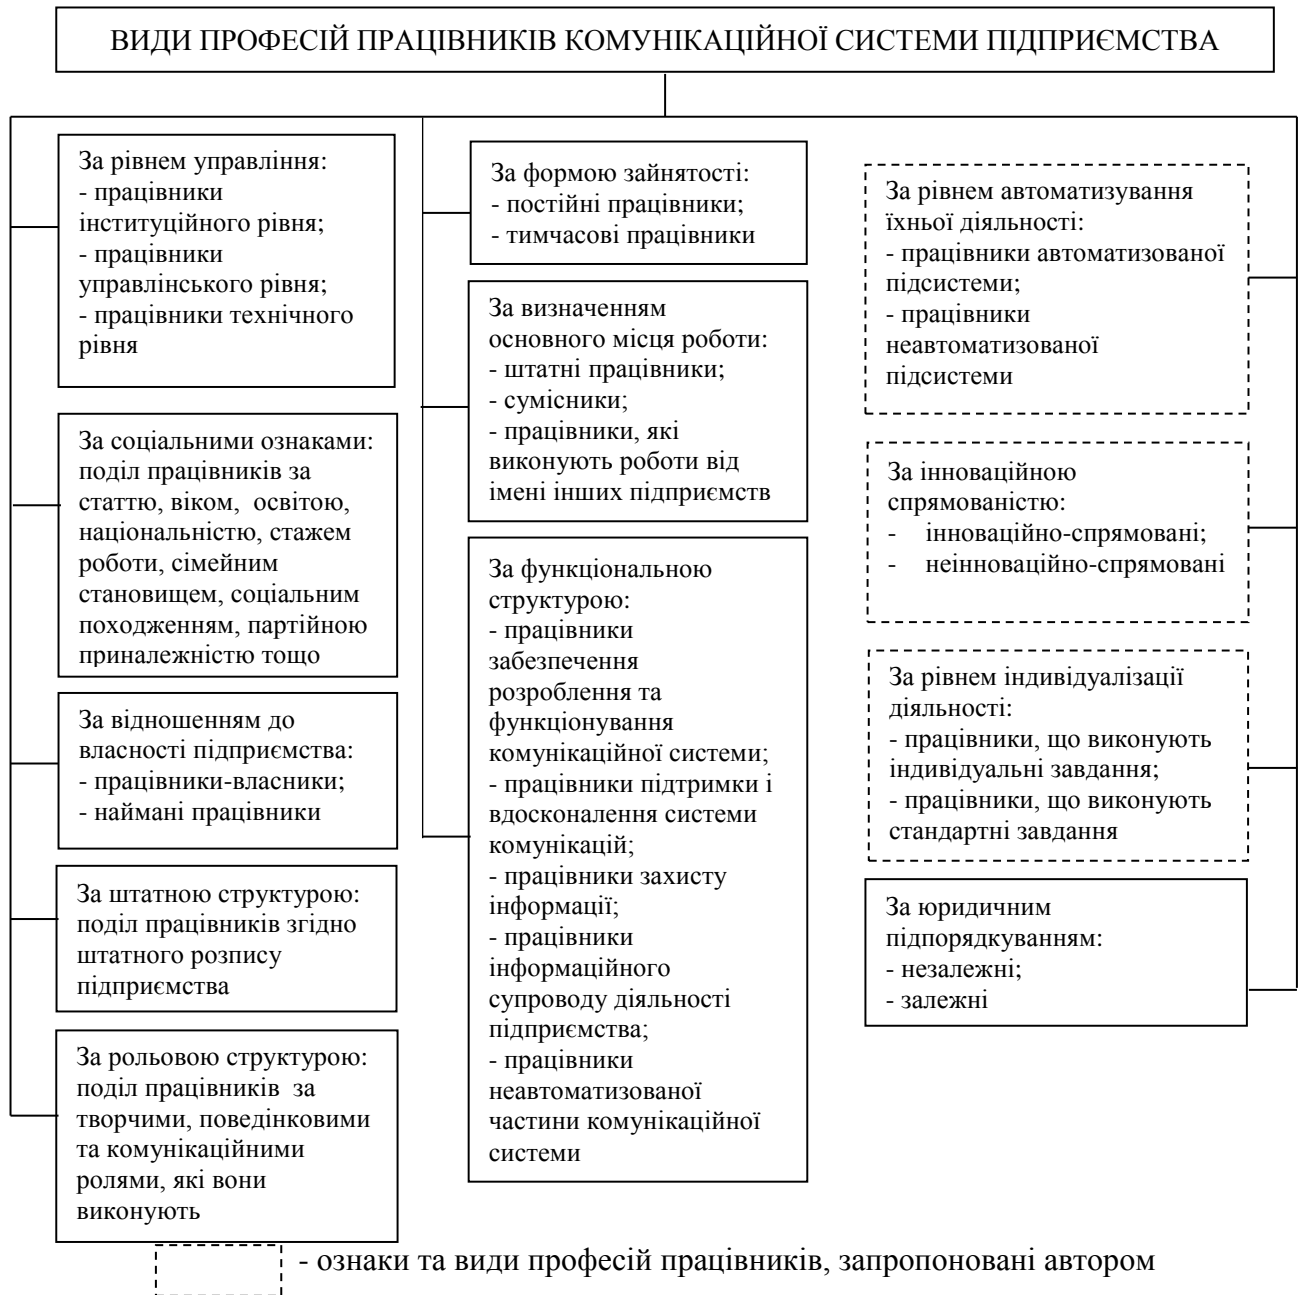 ВИДИ ПРОФЕСІЙ ПРАЦІВНИКІВ КОМУНІКАЦІЙНОЇ СИСТЕМИ ПІДПРИЄМСТВА
За рівнем управління:
- працівники
інституційного рівня;
- працівники
управлінського рівня;
- працівники технічного
рівня
За соціальними ознаками:
поділ працівників за
статтю, віком, освітою,
національністю, стажем
роботи, сімейним
становищем, соціальним
походженням, партійною
приналежністю тощо
За відношенням до
власності підприємства:
- працівники-власники;
- наймані працівники
За штатною структурою:
поділ працівників згідно
штатного розпису
підприємства
За рольовою структурою:
поділ працівників за
творчими, поведінковими
та комунікаційними
ролями, які вони
виконують
За формою зайнятості:
- постійні працівники;
- тимчасові працівники
За визначенням
основного місця роботи:
- штатні працівники;
- сумісники;
- працівники, які
виконують роботи від
імені інших підприємств
За функціональною
структурою:
- працівники
забезпечення
розроблення та
функціонування
комунікаційної системи;
- працівники підтримки і
вдосконалення системи
комунікацій;
- працівники захисту
інформації;
- працівники
інформаційного
супроводу діяльності
підприємства;
- працівники
неавтоматизованої
частини комунікаційної
системи
За рівнем автоматизування
їхньої діяльності:
- працівники автоматизованої
підсистеми;
- працівники
неавтоматизованої
підсистеми
За інноваційною
спрямованістю:
- інноваційно-спрямовані;
- неінноваційно-спрямовані
За рівнем індивідуалізації
діяльності:
- працівники, що виконують
індивідуальні завдання;
- працівники, що виконують
стандартні завдання
За юридичним
підпорядкуванням:
- незалежні;
- залежні
- ознаки та види професій працівників, запропоновані автором